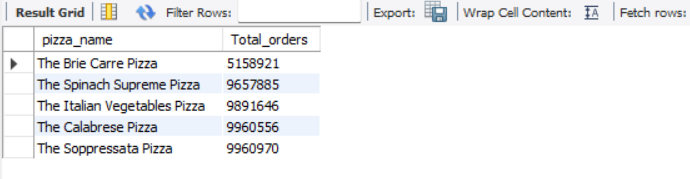 Result Grid Filter Rows: Export: Wrap Cell Content: IA Fetch rows:
pizza_name Total_orders
The Brie Carre Pizza 5158921
The Spinach Supreme Pizza 9657885
The Italian Vegetables Pizza 9891646
The Calabrese Pizza 9960556
The Soppressata Pizza 9960970